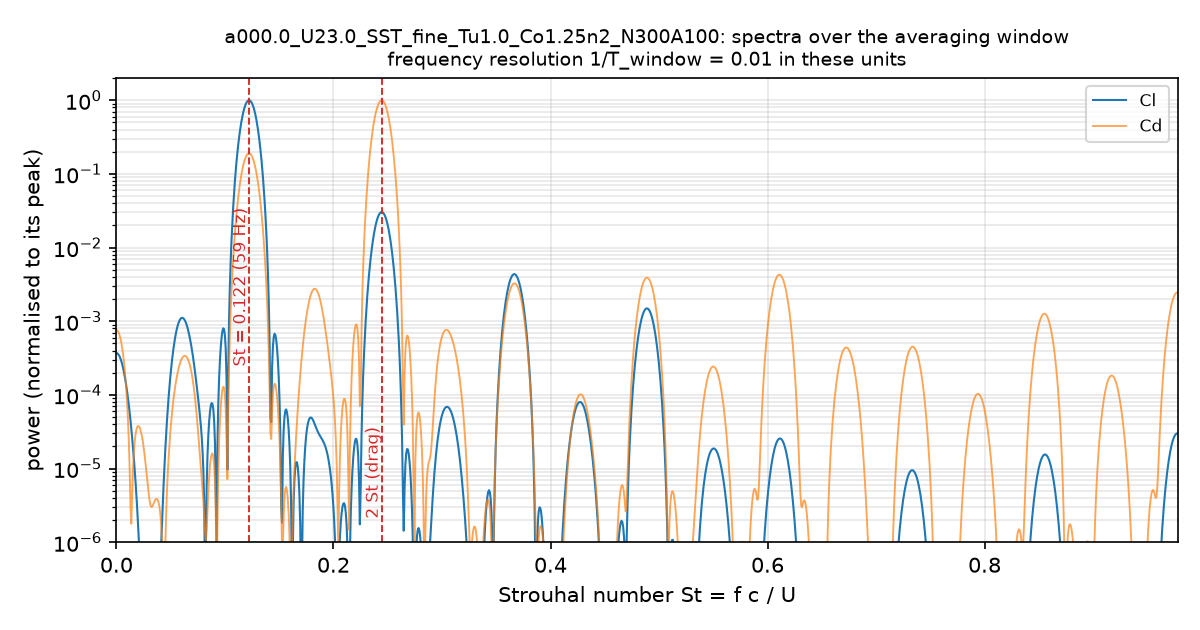 a000.0_U23.0_SST_fine_Tu1.0_Co1.25n2_N300A100: spectra over the averaging window
frequency resolution 1/T_window = 0.01 in these units
power (normalised to its peak)
10⁰
10⁻¹
10⁻²
10⁻³
10⁻⁴
10⁻⁵
10⁻⁶
St = 0.122 (59 Hz)
2 St (drag)
Cl
Cd
0.0 0.2 0.4 0.6 0.8
Strouhal number St = f c / U